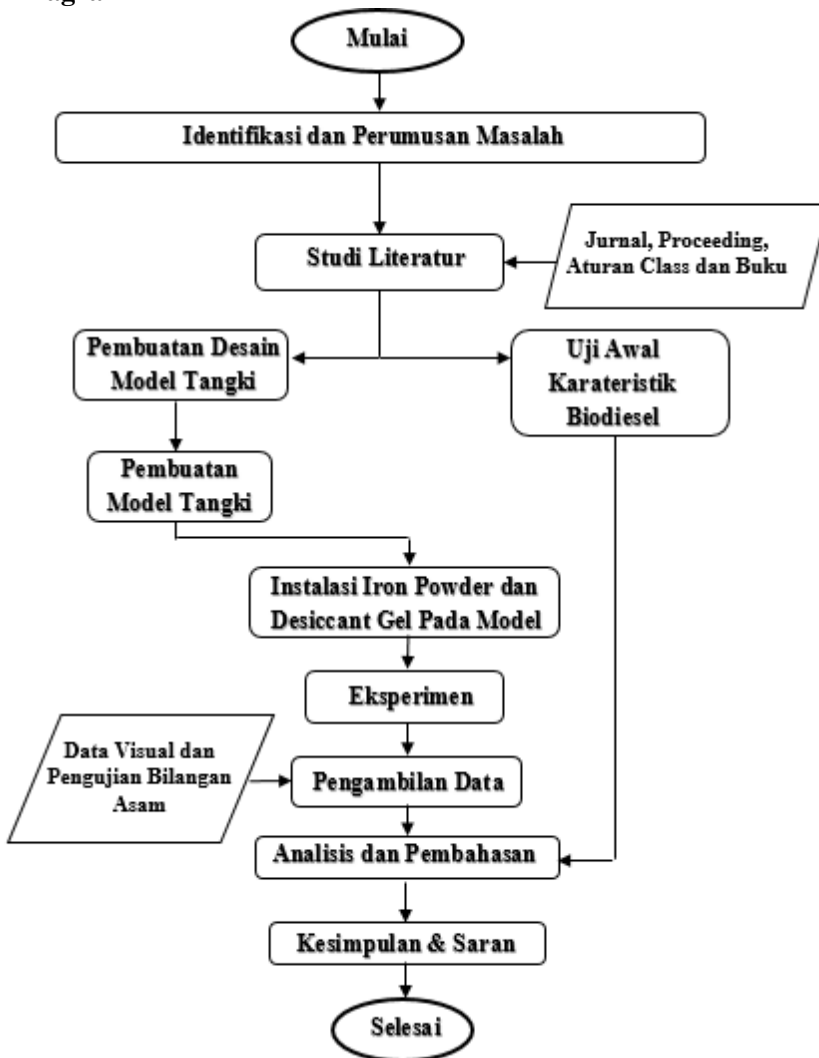 Mulai
Identifikasi dan Perumusan Masalah
Studi Literatur
Jurnal, Proceeding,
Aturan Class dan Buku
Pembuatan Desain
Model Tangki
Uji Awal
Karateristik
Biodiesel
Pembuatan
Model Tangki
Instalasi Iron Powder dan
Desiccant Gel Pada Model
Eksperimen
Data Visual dan
Pengujian Bilangan
Asam
Pengambilan Data
Analisis dan Pembahasan
Kesimpulan & Saran
Selesai